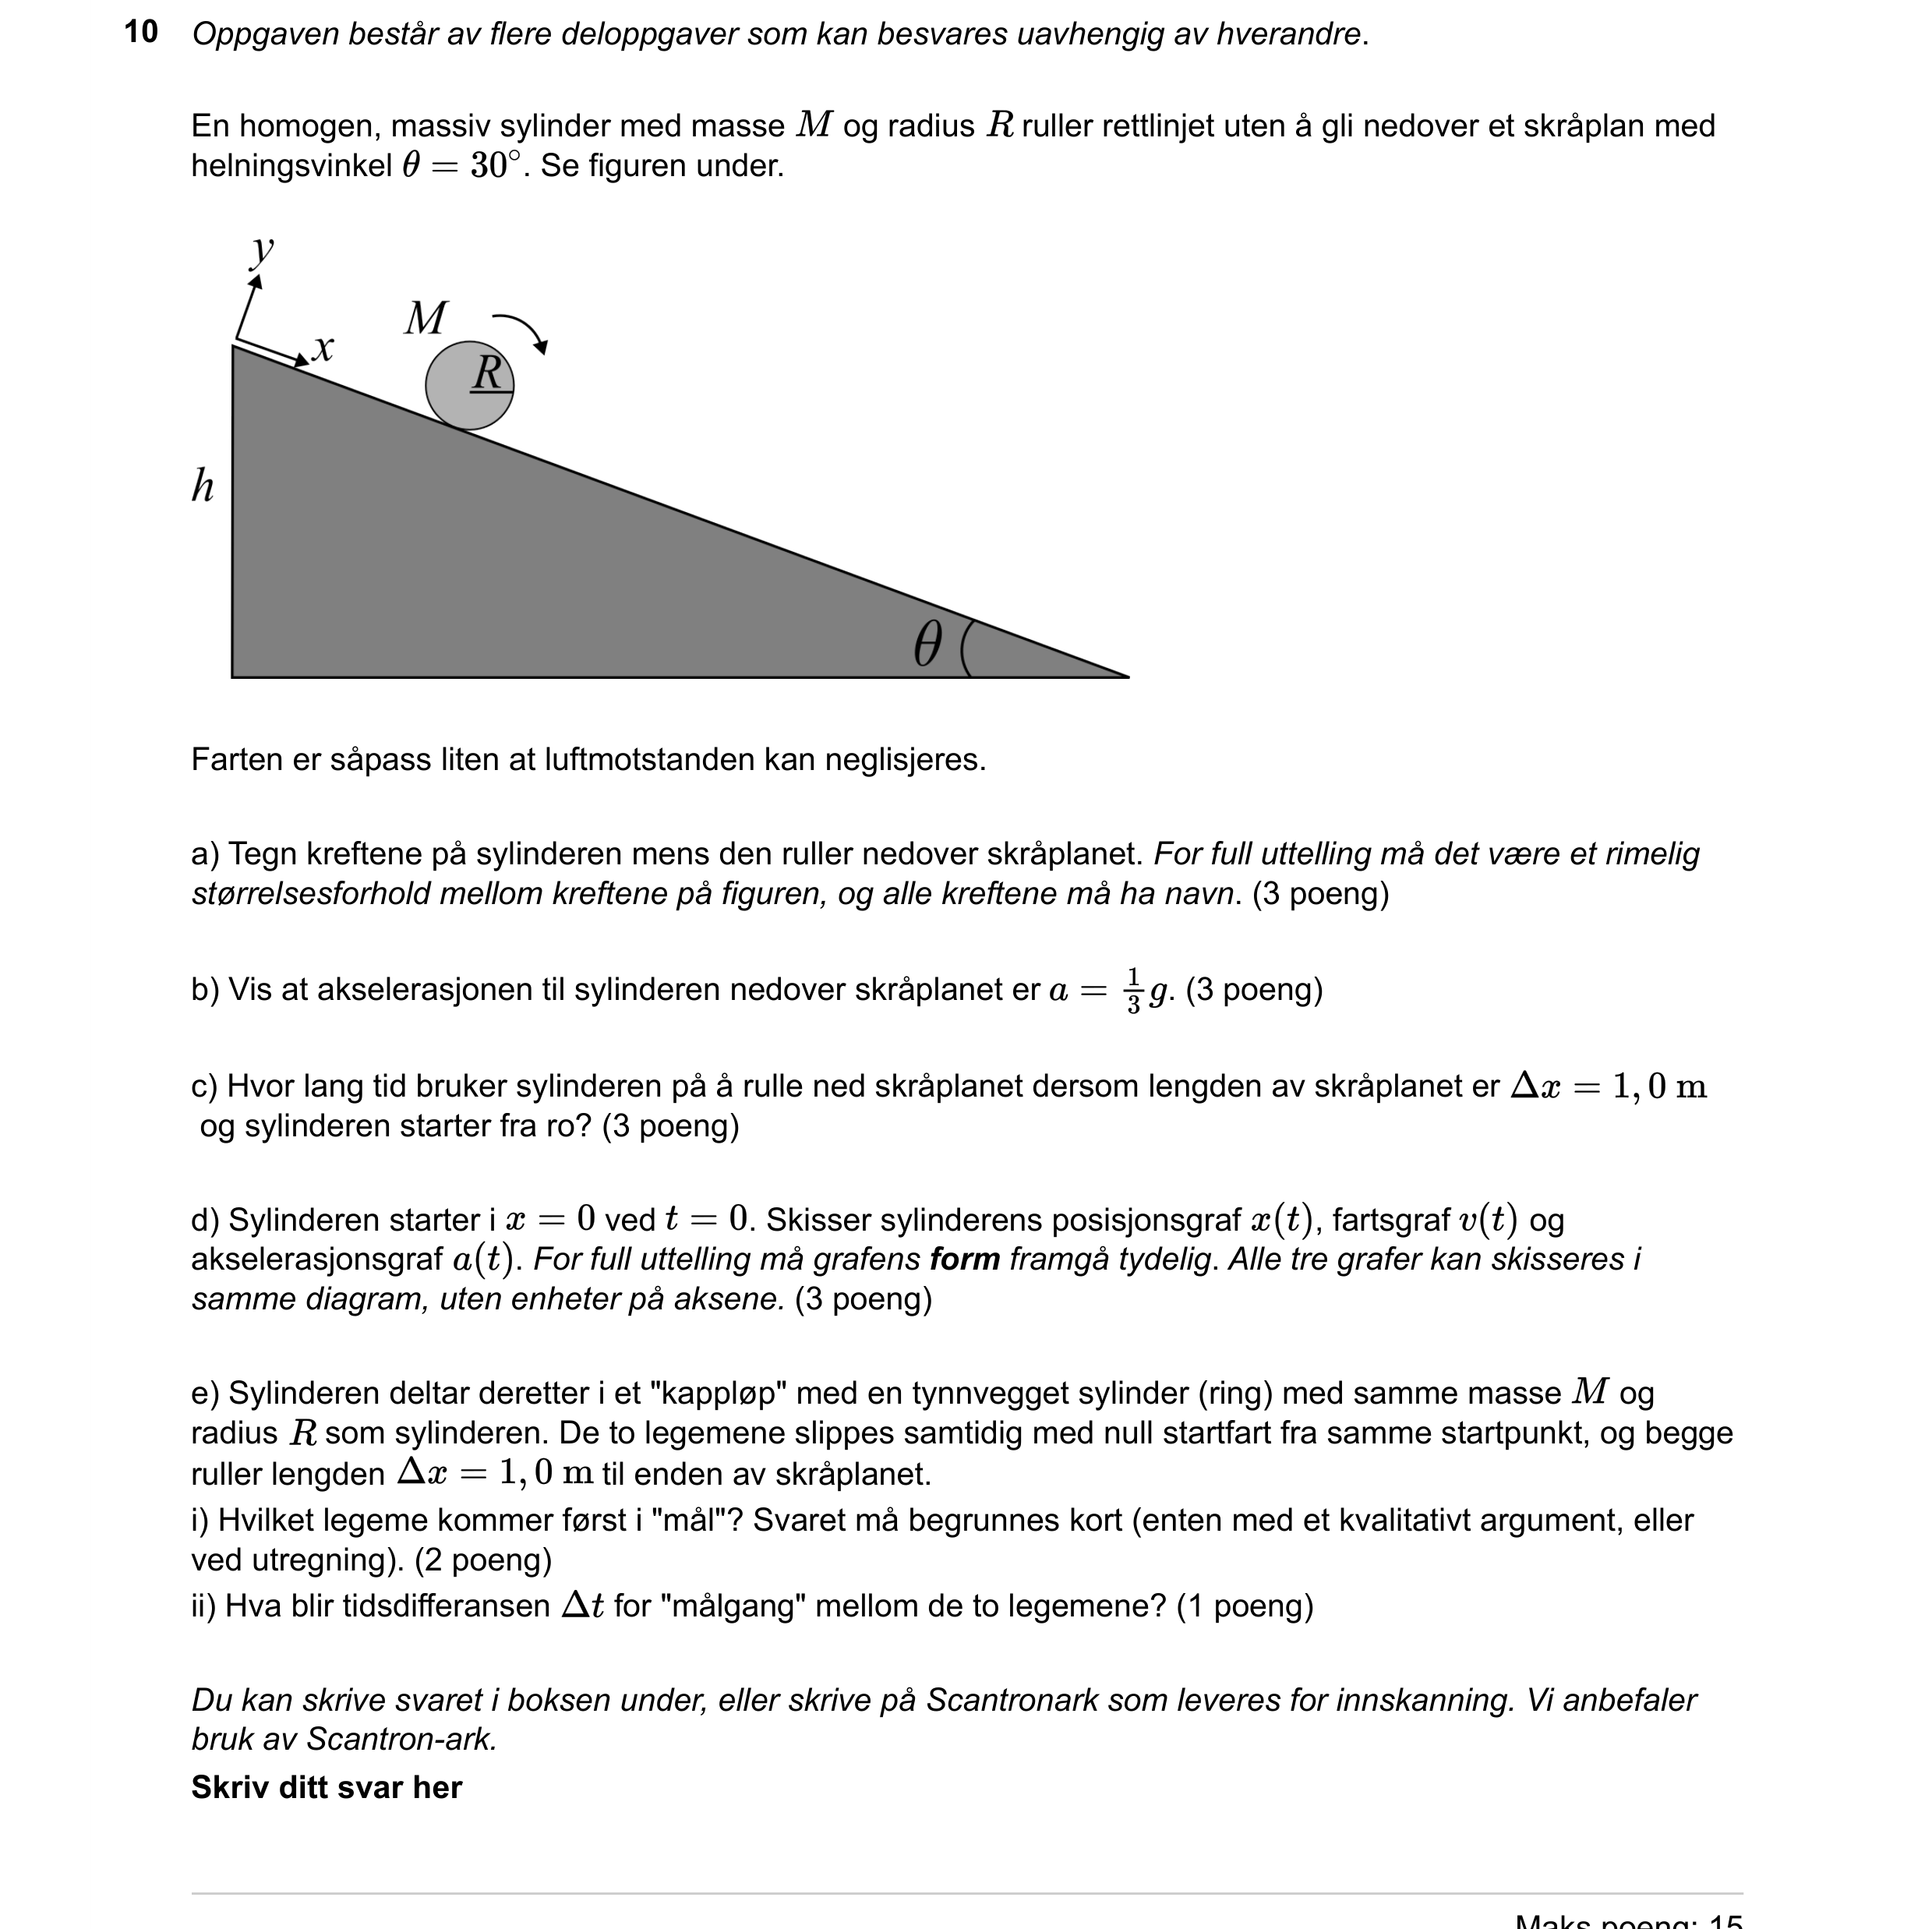 10 Oppgaven består av flere deloppgaver som kan besvares uavhengig av hverandre.
En homogen, massiv sylinder med masse M og radius R ruller rettlinjet uten å gli nedover et skråplan med
helningsvinkel θ = 30°. Se figuren under.
y
M
x
R
h
θ
Farten er såpass liten at luftmotstanden kan neglisjeres.
a) Tegn kreftene på sylinderen mens den ruller nedover skråplanet. For full uttelling må det være et rimelig
størrelsesforhold mellom kreftene på figuren, og alle kreftene må ha navn. (3 poeng)
b) Vis at akselerasjonen til sylinderen nedover skråplanet er a = 1/3 g. (3 poeng)
c) Hvor lang tid bruker sylinderen på å rulle ned skråplanet dersom lengden av skråplanet er Δx = 1,0 m
og sylinderen starter fra ro? (3 poeng)
d) Sylinderen starter i x = 0 ved t = 0. Skisser sylinderens posisjonsgraf x(t), fartsgraf v(t) og
akselerasjonsgraf a(t). For full uttelling må grafens form framgå tydelig. Alle tre grafer kan skisseres i
samme diagram, uten enheter på aksene. (3 poeng)
e) Sylinderen deltar deretter i et "kappløp" med en tynnvegget sylinder (ring) med samme masse M og
radius R som sylinderen. De to legemene slippes samtidig med null startfart fra samme startpunkt, og begge
ruller lengden Δx = 1,0 m til enden av skråplanet.
i) Hvilket legeme kommer først i "mål"? Svaret må begrunnes kort (enten med et kvalitativt argument, eller
ved utregning). (2 poeng)
ii) Hva blir tidsdifferansen Δt for "målgang" mellom de to legemene? (1 poeng)
Du kan skrive svaret i boksen under, eller skrive på Scantronark som leveres for innskanning. Vi anbefaler
bruk av Scantron-ark.
Skriv ditt svar her
Maks poeng: 15